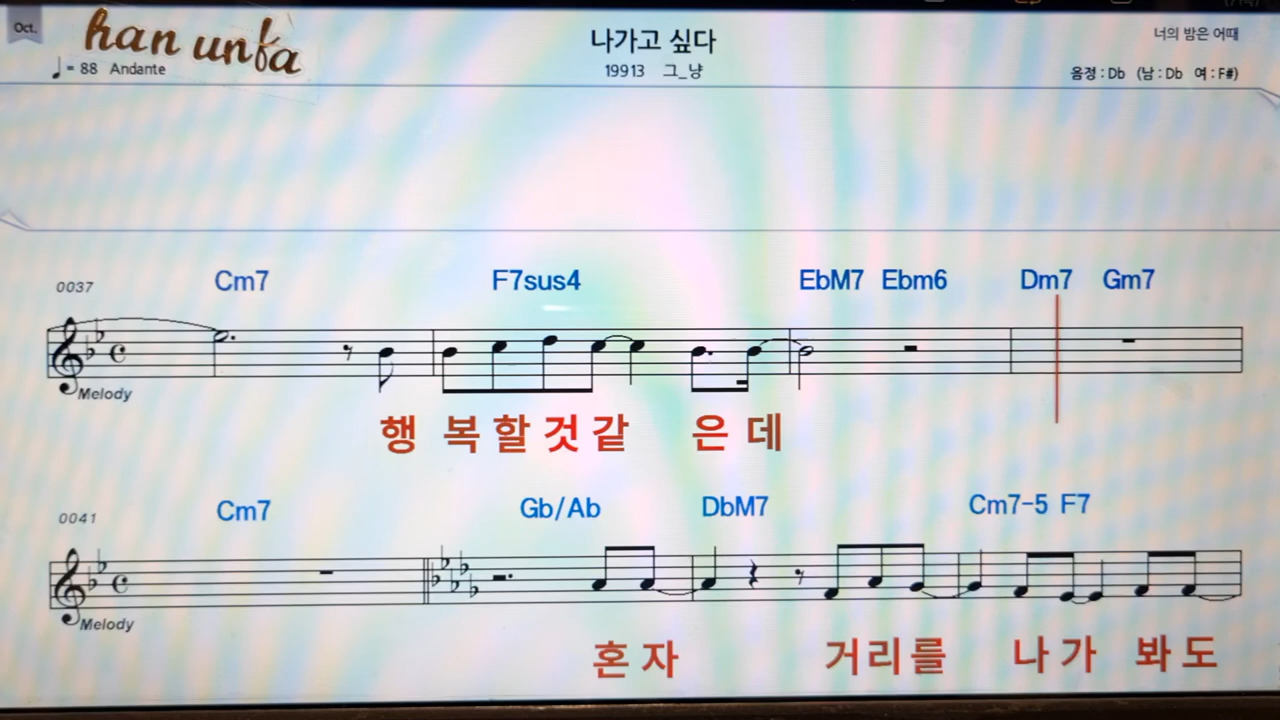 Oct.
han unfa
나가고 싶다
너의 밤은 어때
♩= 88 Andante
19913 그_냥
음정 : Db (남 : Db 여 : F#)
0037 Cm7 F7sus4 EbM7 Ebm6 Dm7 Gm7
Melody
행 복 할 것 같 은 데
0041 Cm7 Gb/Ab DbM7 Cm7-5 F7
Melody
혼 자 거 리 를 나 가 봐 도